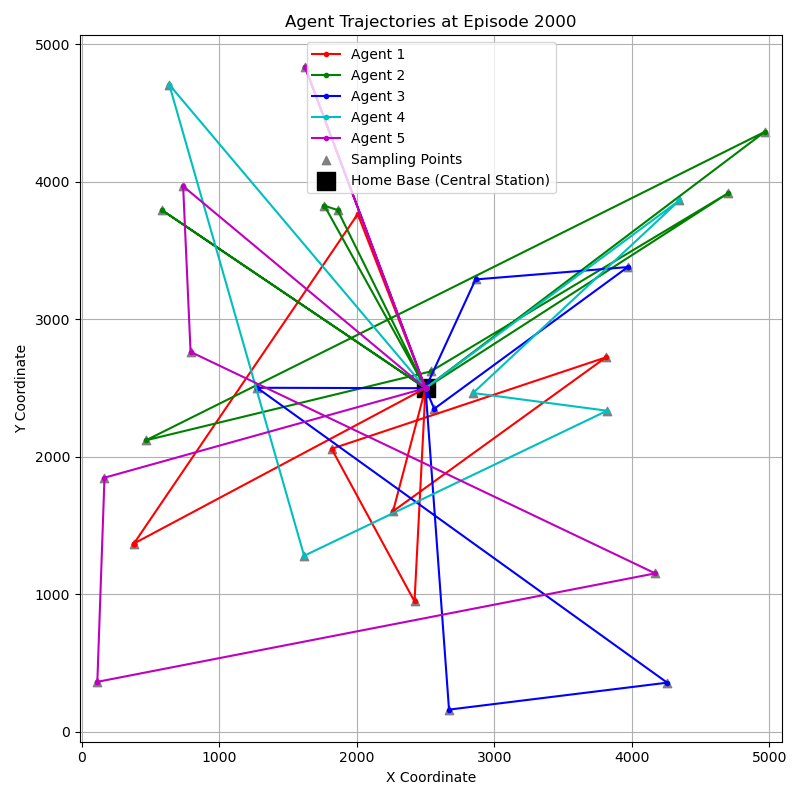 Agent Trajectories at Episode 2000
Agent 1
Agent 2
Agent 3
Agent 4
Agent 5
Sampling Points
Home Base (Central Station)
5000
4000
3000
2000
1000
0
Y Coordinate
0 1000 2000 3000 4000 5000
X Coordinate